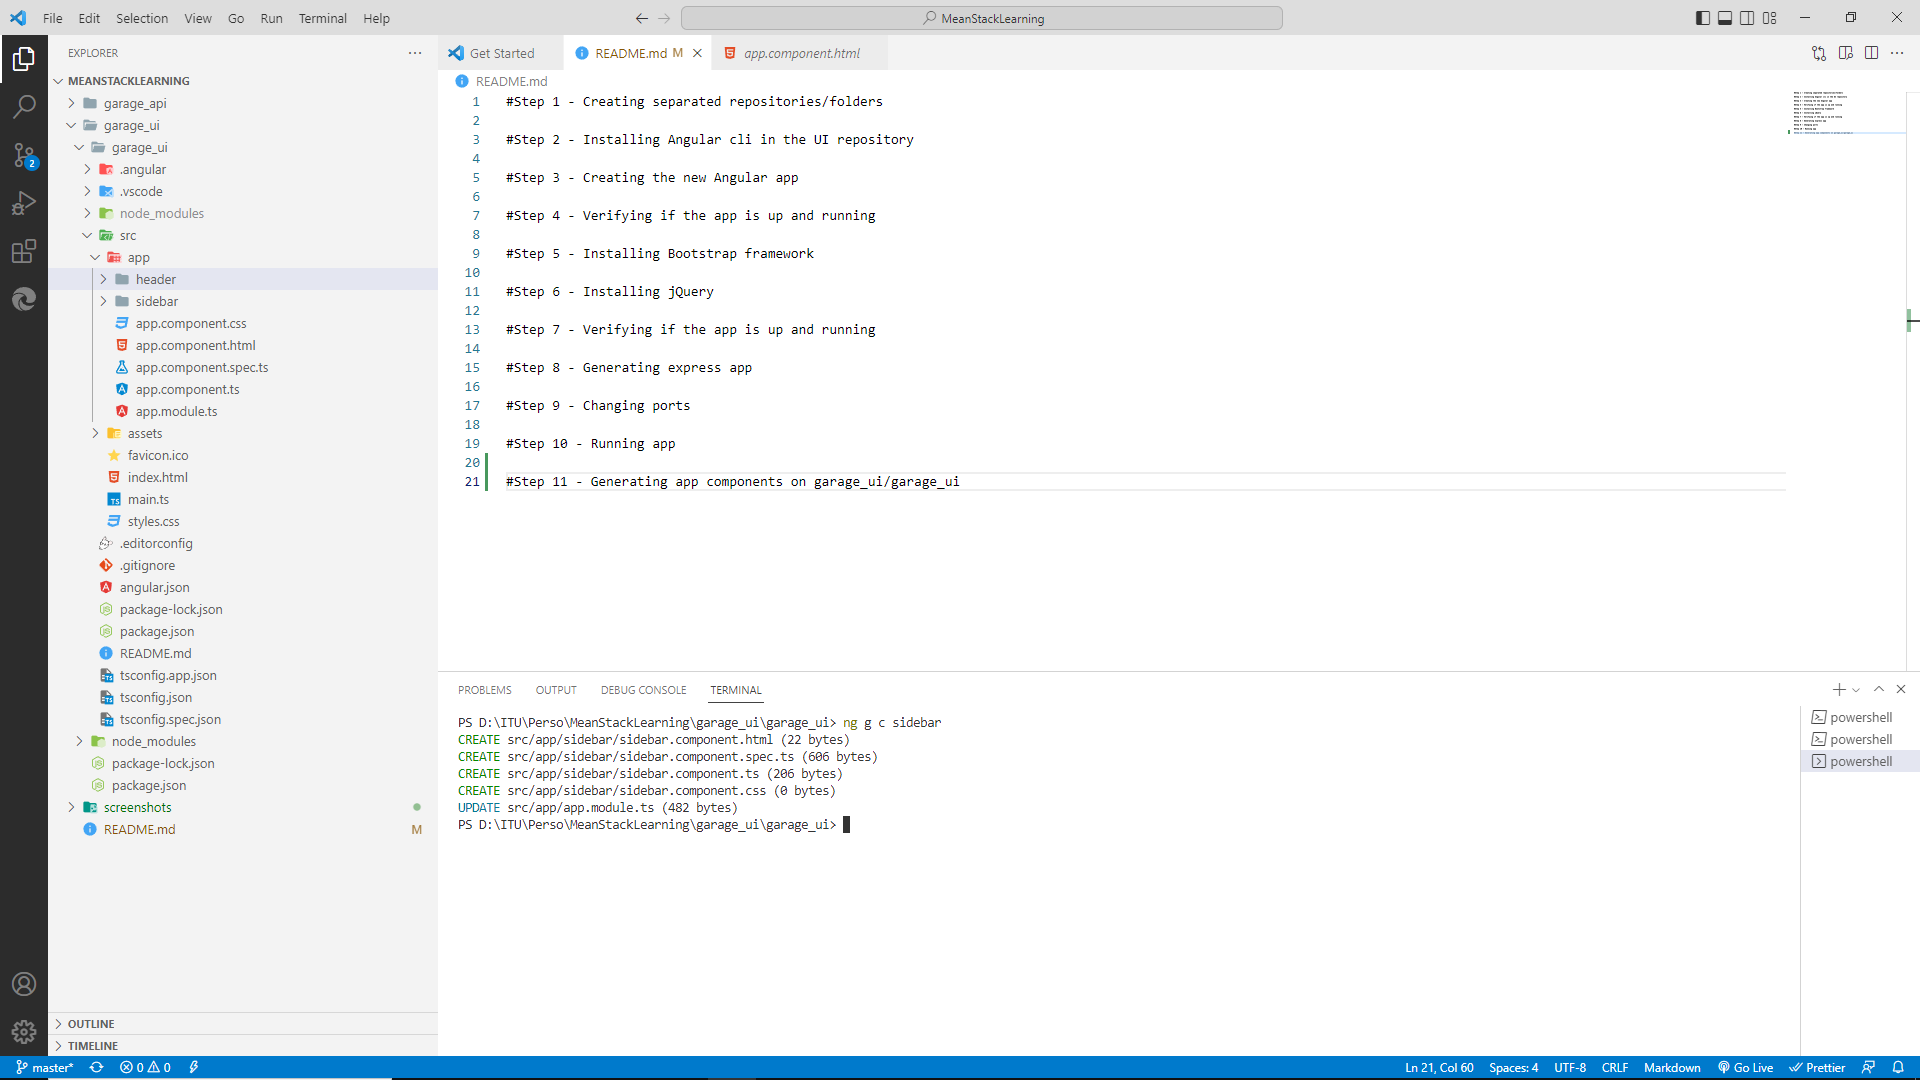 File Edit Selection View Go Run Terminal Help
MeanStackLearning
EXPLORER
MEANSTACKLEARNING
garage_api
garage_ui
garage_ui
.angular
.vscode
node_modules
src
app
header
sidebar
app.component.css
app.component.html
app.component.spec.ts
app.component.ts
app.module.ts
assets
favicon.ico
index.html
main.ts
styles.css
.editorconfig
.gitignore
angular.json
package-lock.json
package.json
README.md
tsconfig.app.json
tsconfig.json
tsconfig.spec.json
node_modules
package-lock.json
package.json
screenshots
README.md M
OUTLINE
TIMELINE
2
Get Started README.md M app.component.html
README.md
1 #Step 1 - Creating separated repositories/folders
2
3 #Step 2 - Installing Angular cli in the UI repository
4
5 #Step 3 - Creating the new Angular app
6
7 #Step 4 - Verifying if the app is up and running
8
9 #Step 5 - Installing Bootstrap framework
10
11 #Step 6 - Installing jQuery
12
13 #Step 7 - Verifying if the app is up and running
14
15 #Step 8 - Generating express app
16
17 #Step 9 - Changing ports
18
19 #Step 10 - Running app
20
21 #Step 11 - Generating app components on garage_ui/garage_ui
PROBLEMS OUTPUT DEBUG CONSOLE TERMINAL
PS D:\ITU\Perso\MeanStackLearning\garage_ui\garage_ui> ng g c sidebar
CREATE src/app/sidebar/sidebar.component.html (22 bytes)
CREATE src/app/sidebar/sidebar.component.spec.ts (606 bytes)
CREATE src/app/sidebar/sidebar.component.ts (206 bytes)
CREATE src/app/sidebar/sidebar.component.css (0 bytes)
UPDATE src/app/app.module.ts (482 bytes)
PS D:\ITU\Perso\MeanStackLearning\garage_ui\garage_ui>
powershell
powershell
powershell
master* 0 0 Ln 21, Col 60 Spaces: 4 UTF-8 CRLF Markdown Go Live Prettier